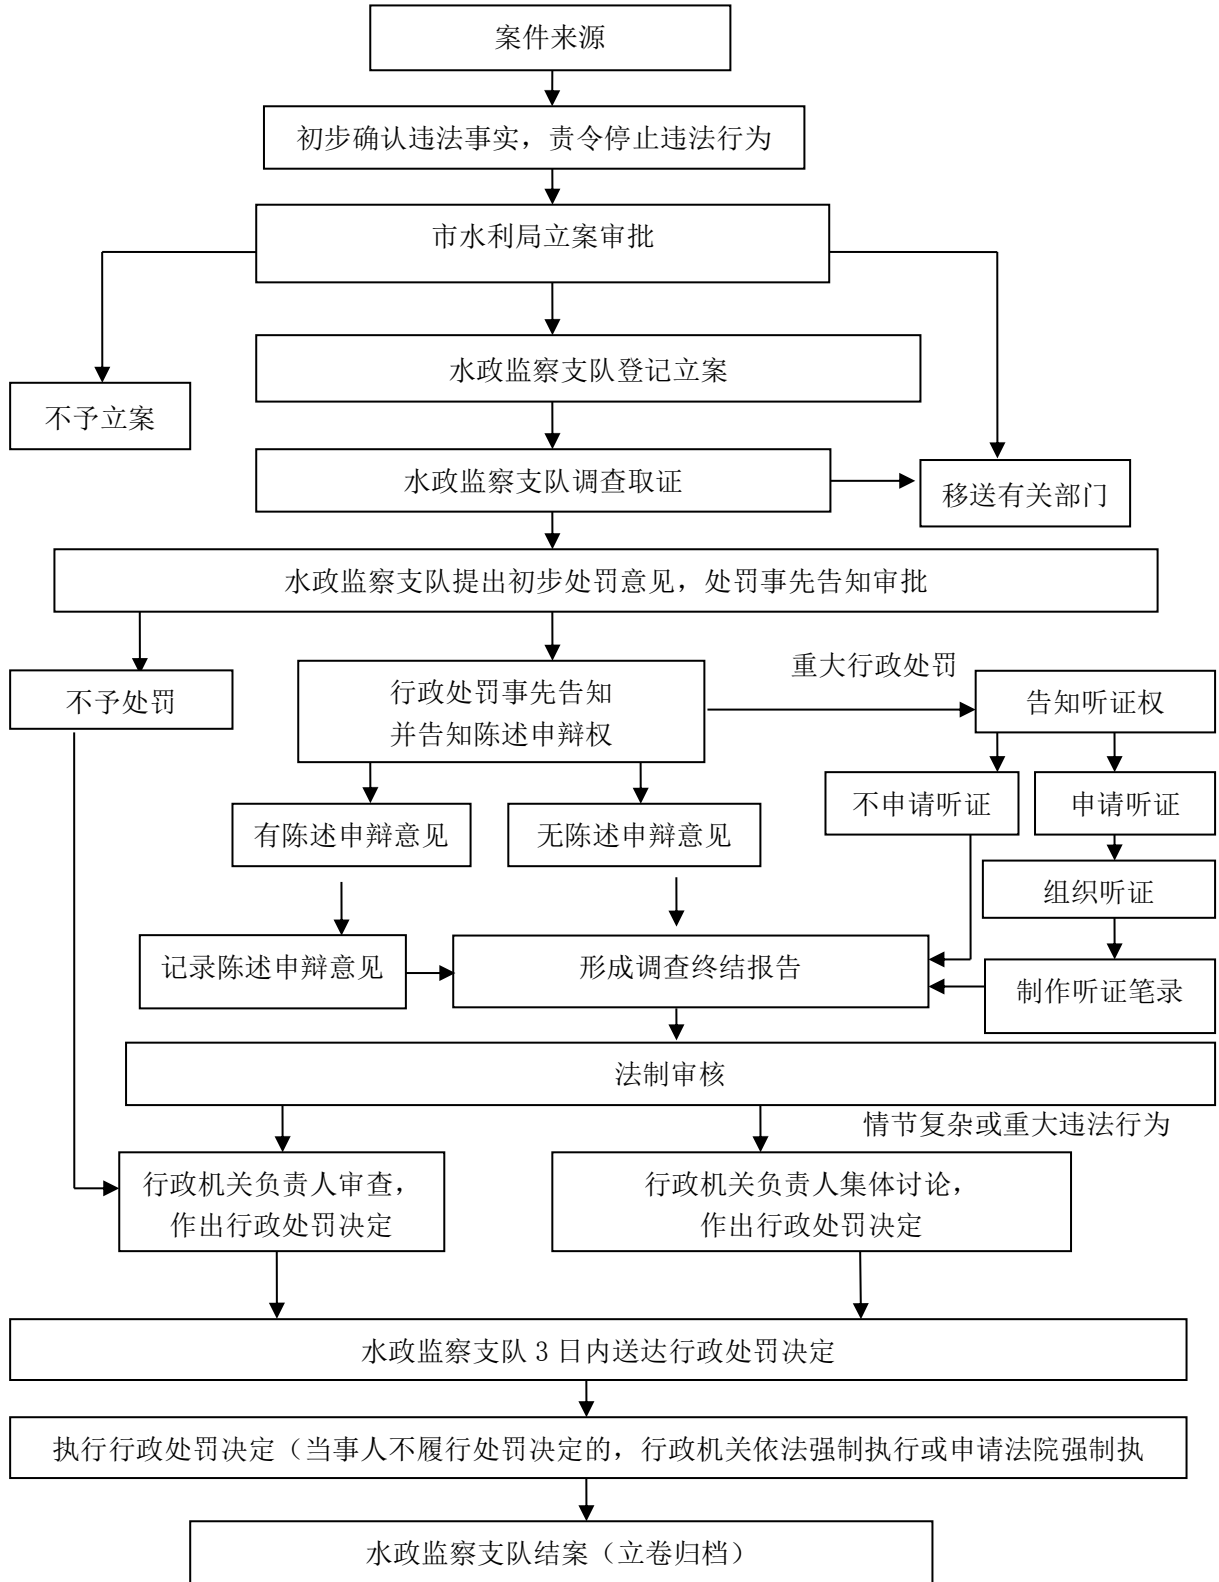 案件来源
初步确认违法事实，责令停止违法行为
市水利局立案审批
水政监察支队登记立案
不予立案
水政监察支队调查取证
移送有关部门
水政监察支队提出初步处罚意见，处罚事先告知审批
不予处罚
行政处罚事先告知
并告知陈述申辩权
重大行政处罚
告知听证权
不申请听证
申请听证
有陈述申辩意见
无陈述申辩意见
组织听证
记录陈述申辩意见
形成调查终结报告
制作听证笔录
法制审核
情节复杂或重大违法行为
行政机关负责人审查，
作出行政处罚决定
行政机关负责人集体讨论，
作出行政处罚决定
水政监察支队 3 日内送达行政处罚决定
执行行政处罚决定（当事人不履行处罚决定的，行政机关依法强制执行或申请法院强制执
水政监察支队结案（立卷归档）